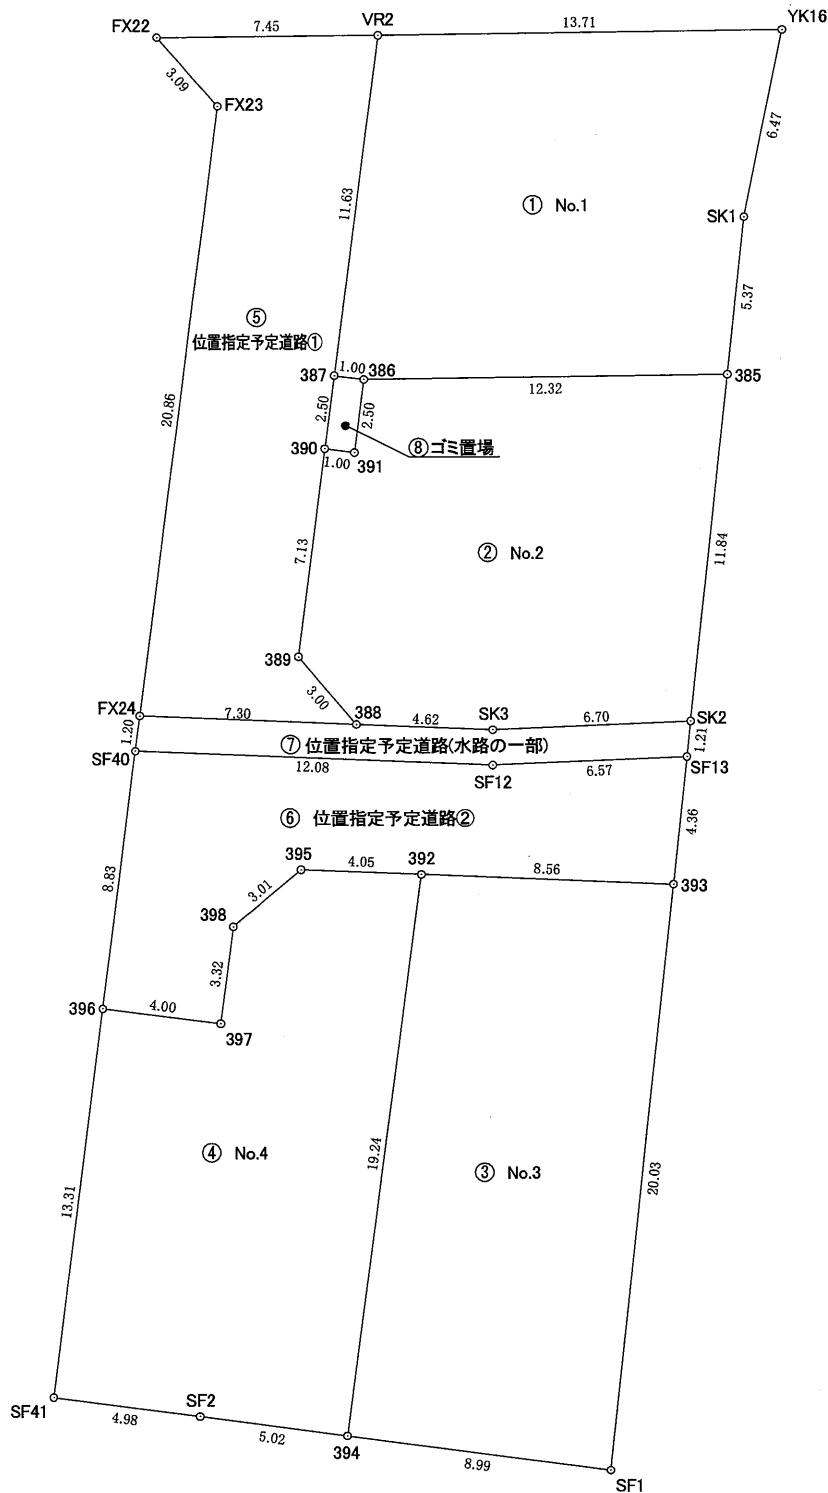 FX22 7.45 VR2 13.71 YK16
3.09
FX23
6.47
11.63
① No.1
SK1
5.37
⑤
位置指定予定道路①
387 1.00 386 12.32 385
20.86
2.50 2.50
⑧ゴミ置場
390 1.00 391
② No.2
11.84
7.13
389
3.00
FX24 7.30 388 4.62 SK3 6.70 SK2
1.20 1.21
⑦ 位置指定予定道路(水路の一部)
SF40 12.08 SF12 6.57 SF13
⑥ 位置指定予定道路②
4.36
395 4.05 392 8.56 393
8.83
3.01
398
3.32
396 4.00 397
④ No.4
19.24
③ No.3
20.03
13.31
SF41 4.98 SF2 5.02 394 8.99 SF1